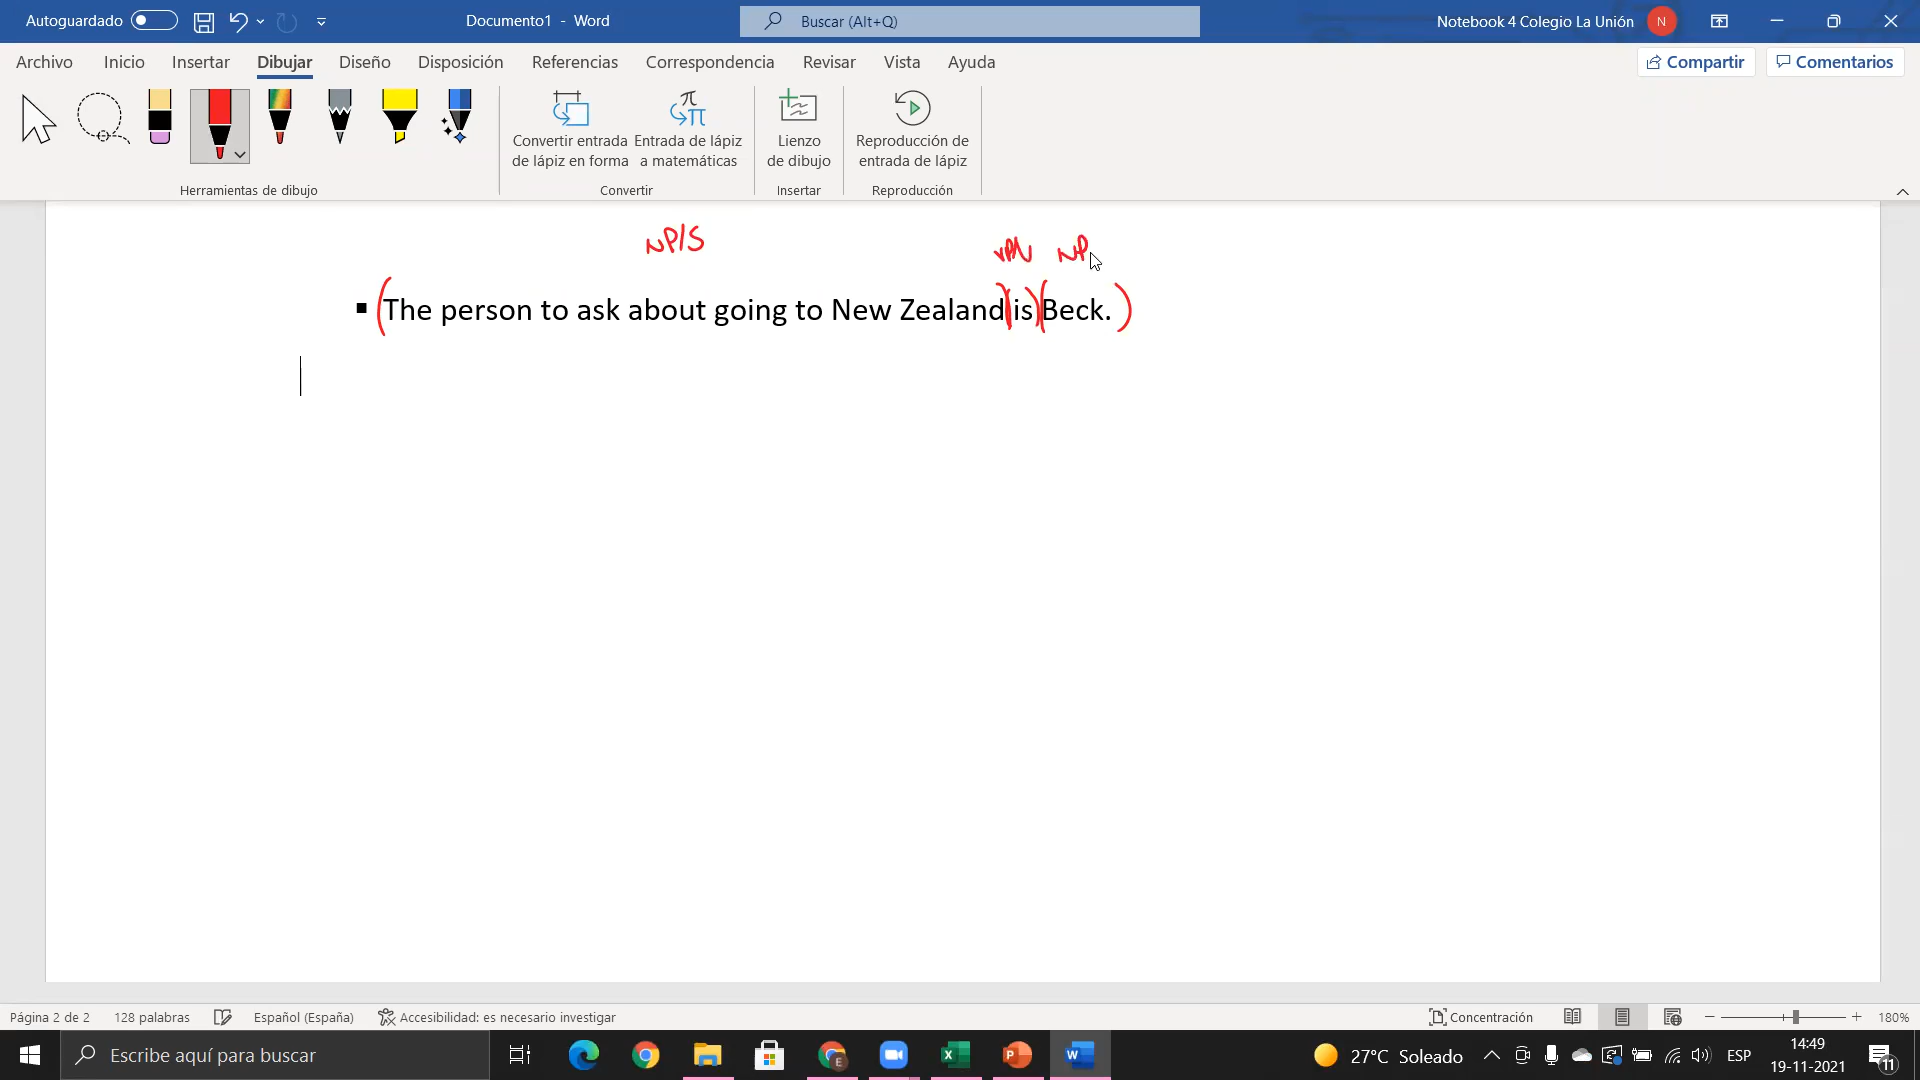 Autoguardado Documento1 - Word Buscar (Alt+Q) Notebook 4 Colegio La Unión N
Archivo Inicio Insertar Dibujar Diseño Disposición Referencias Correspondencia Revisar Vista Ayuda Compartir Comentarios
Convertir entrada de lápiz en forma
Entrada de lápiz a matemáticas
Lienzo de dibujo
Reproducción de entrada de lápiz
Herramientas de dibujo Convertir Insertar Reproducción
NP/S NP
▪ (The person to ask about going to New Zealand)(is)(Beck.)
Página 2 de 2 128 palabras Español (España) Accesibilidad: es necesario investigar Concentración 180%
Escribe aquí para buscar 27°C Soleado ESP 14:49
19-11-2021 11